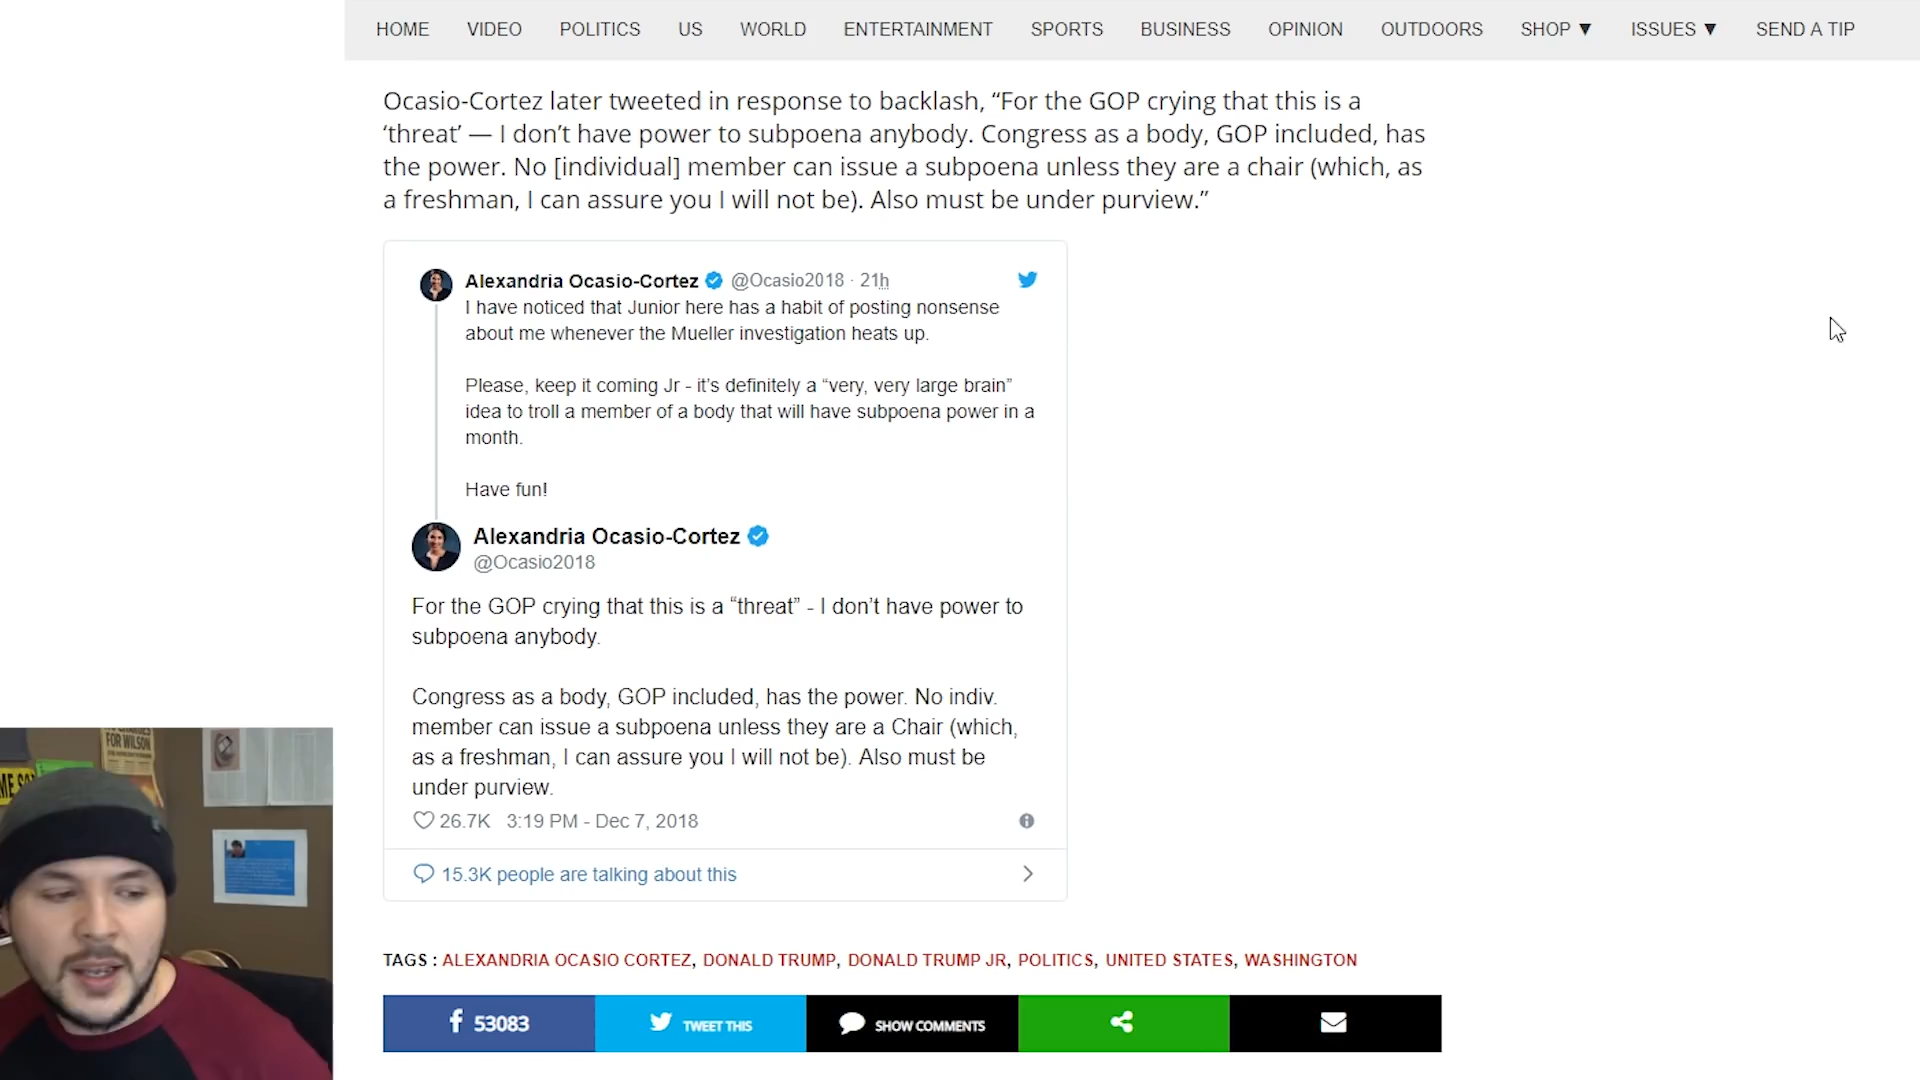 HOME VIDEO POLITICS US WORLD ENTERTAINMENT SPORTS BUSINESS OPINION OUTDOORS SHOP ▼ ISSUES ▼ SEND A TIP
Ocasio-Cortez later tweeted in response to backlash, “For the GOP crying that this is a
‘threat’ — I don’t have power to subpoena anybody. Congress as a body, GOP included, has
the power. No [individual] member can issue a subpoena unless they are a chair (which, as
a freshman, I can assure you I will not be). Also must be under purview.”
Alexandria Ocasio-Cortez @Ocasio2018 · 21h
I have noticed that Junior here has a habit of posting nonsense
about me whenever the Mueller investigation heats up.
Please, keep it coming Jr - it’s definitely a “very, very large brain”
idea to troll a member of a body that will have subpoena power in a
month.
Have fun!
Alexandria Ocasio-Cortez
@Ocasio2018
For the GOP crying that this is a “threat” - I don’t have power to
subpoena anybody.
Congress as a body, GOP included, has the power. No indiv.
member can issue a subpoena unless they are a Chair (which,
as a freshman, I can assure you I will not be). Also must be
under purview.
26.7K 3:19 PM - Dec 7, 2018
15.3K people are talking about this
FOR WILSON
TAGS : ALEXANDRIA OCASIO CORTEZ, DONALD TRUMP, DONALD TRUMP JR, POLITICS, UNITED STATES, WASHINGTON
53083 TWEET THIS SHOW COMMENTS